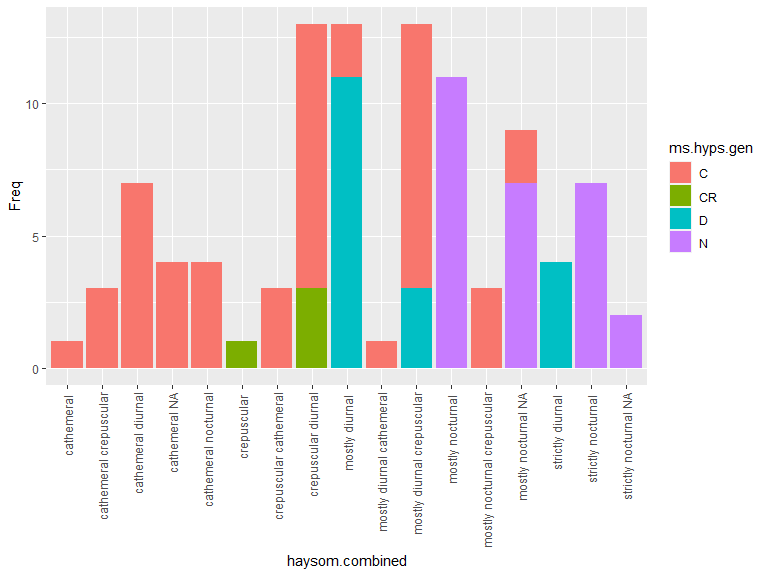 10
5
0
Freq
cathemeral
cathemeral crepuscular
cathemeral diurnal
cathemeral NA
cathemeral nocturnal
crepuscular
crepuscular cathemeral
crepuscular diurnal
mostly diurnal
mostly diurnal cathemeral
mostly diurnal crepuscular
mostly nocturnal
mostly nocturnal crepuscular
mostly nocturnal NA
strictly diurnal
strictly nocturnal
strictly nocturnal NA
haysom.combined
ms.hyps.gen
C
CR
D
N